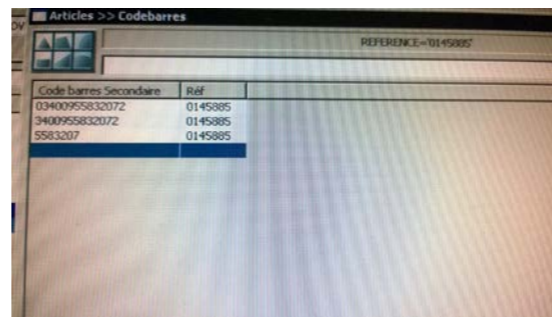 Articles >> Codebarres
REFERENCE='0145885'
Code barres Secondaire Réf
03400955832072 0145885
3400955832072 0145885
5583207 0145885